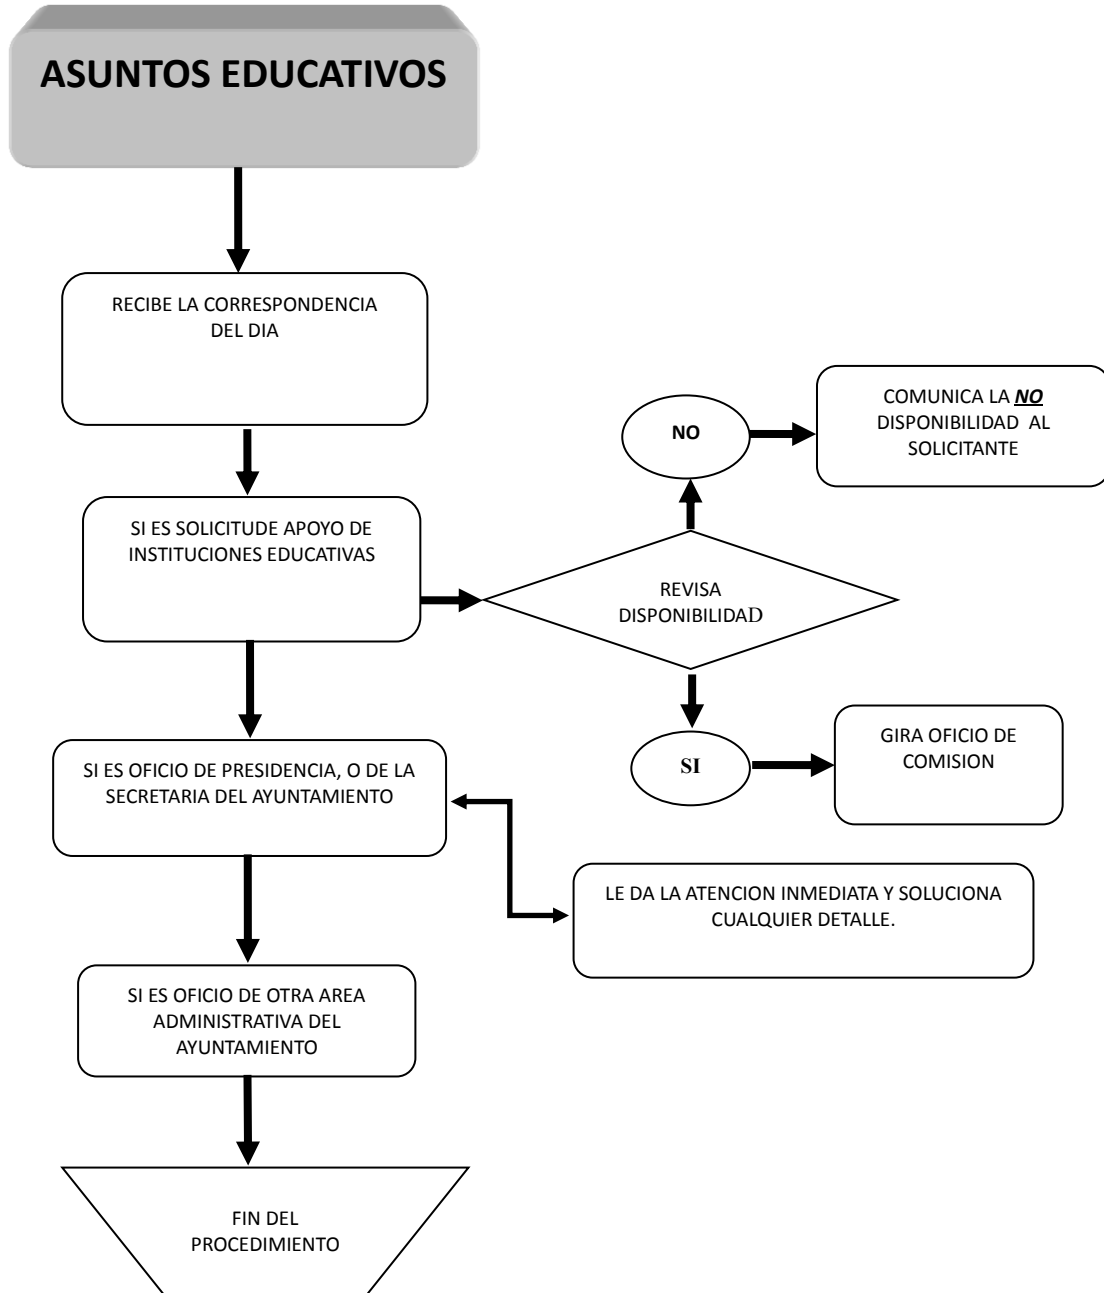 ASUNTOS EDUCATIVOS
RECIBE LA CORRESPONDENCIA
DEL DIA
COMUNICA LA NO
DISPONIBILIDAD AL
SOLICITANTE
NO
SI ES SOLICITUDE APOYO DE
INSTITUCIONES EDUCATIVAS
REVISA
DISPONIBILIDAD
SI
GIRA OFICIO DE
COMISION
SI ES OFICIO DE PRESIDENCIA, O DE LA
SECRETARIA DEL AYUNTAMIENTO
LE DA LA ATENCION INMEDIATA Y SOLUCIONA
CUALQUIER DETALLE.
SI ES OFICIO DE OTRA AREA
ADMINISTRATIVA DEL
AYUNTAMIENTO
FIN DEL
PROCEDIMIENTO